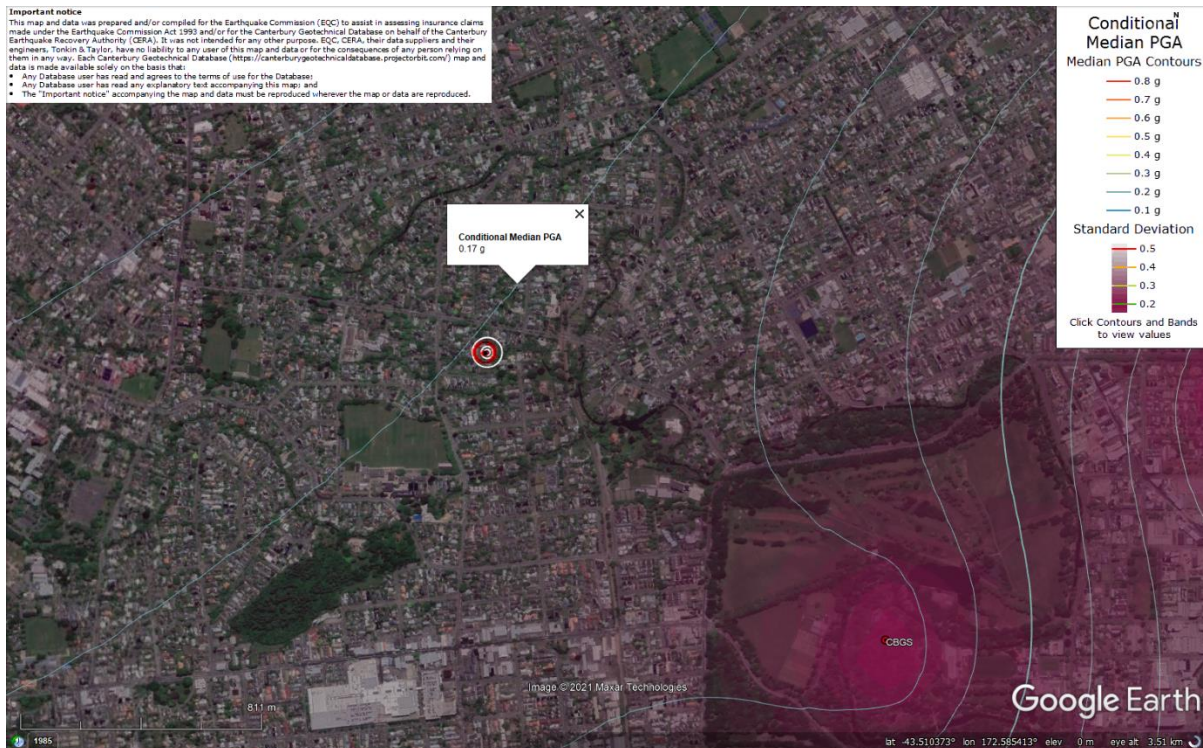 Important notice
This map and data was prepared and/or compiled for the Earthquake Commission (EQC) to assist in assessing insurance claims
made under the Earthquake Commission Act 1993 and/or for the Canterbury Geotechnical Database on behalf of the Canterbury
Earthquake Recovery Authority (CERA). It was not intended for any other purpose. EQC, CERA, their data suppliers and their
engineers, Tonkin & Taylor, have no liability to any user of this map and data or for the consequences of any person relying on
them in any way. Each Canterbury Geotechnical Database (https://canterburygeotechnicaldatabase.projectorbit.com/) map and
data is made available solely on the basis that:
• Any Database user has read and agrees to the terms of use for the Database;
• Any Database user has read any explanatory text accompanying this map; and
• The "Important notice" accompanying the map and data must be reproduced wherever the map or data are reproduced.
N
Conditional
Median PGA
Median PGA Contours
0.8 g
0.7 g
0.6 g
0.5 g
0.4 g
0.3 g
0.2 g
0.1 g
Standard Deviation
0.5
0.4
0.3
0.2
Click Contours and Bands
to view values
Conditional Median PGA
0.17 g
CBGS
Image © 2021 Maxar Technologies
Google Earth
811 m
1985
lat -43.510373° lon 172.585413° elev 0 m eye alt 3.51 km